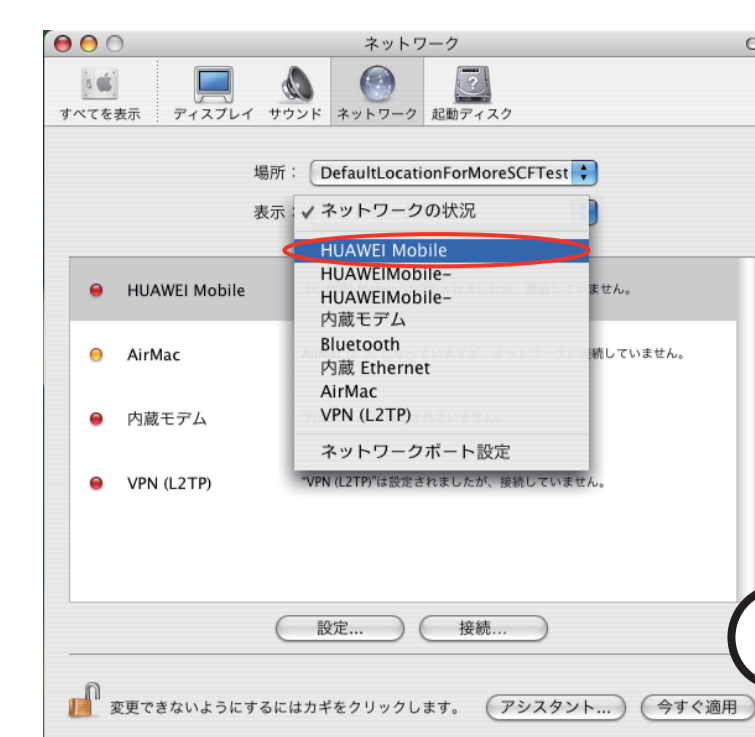 ネットワーク
すべてを表示 ディスプレイ サウンド ネットワーク 起動ディスク
場所： DefaultLocationForMoreSCFTest
表示： ✓ ネットワークの状況
HUAWEI Mobile
HUAWEIMobile–
HUAWEIMobile–
内蔵モデム
Bluetooth
内蔵 Ethernet
AirMac
VPN (L2TP)
ネットワークポート設定
HUAWEI Mobile ません。
AirMac 続していません。
内蔵モデム
VPN (L2TP) "VPN (L2TP)"は設定されましたが、接続していません。
設定... 接続...
変更できないようにするにはカギをクリックします。 アシスタント... 今すぐ適用